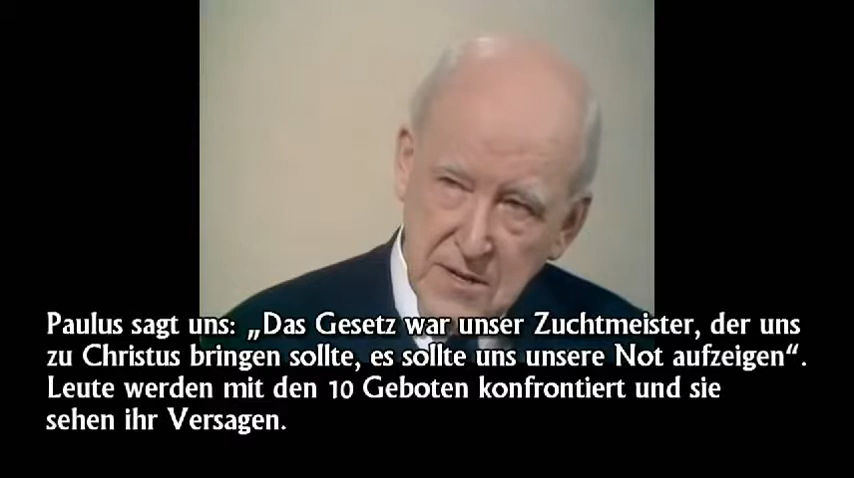 Paulus sagt uns: „Das Gesetz war unser Zuchtmeister, der uns
zu Christus bringen sollte, es sollte uns unsere Not aufzeigen“.
Leute werden mit den 10 Geboten konfrontiert und sie
sehen ihr Versagen.